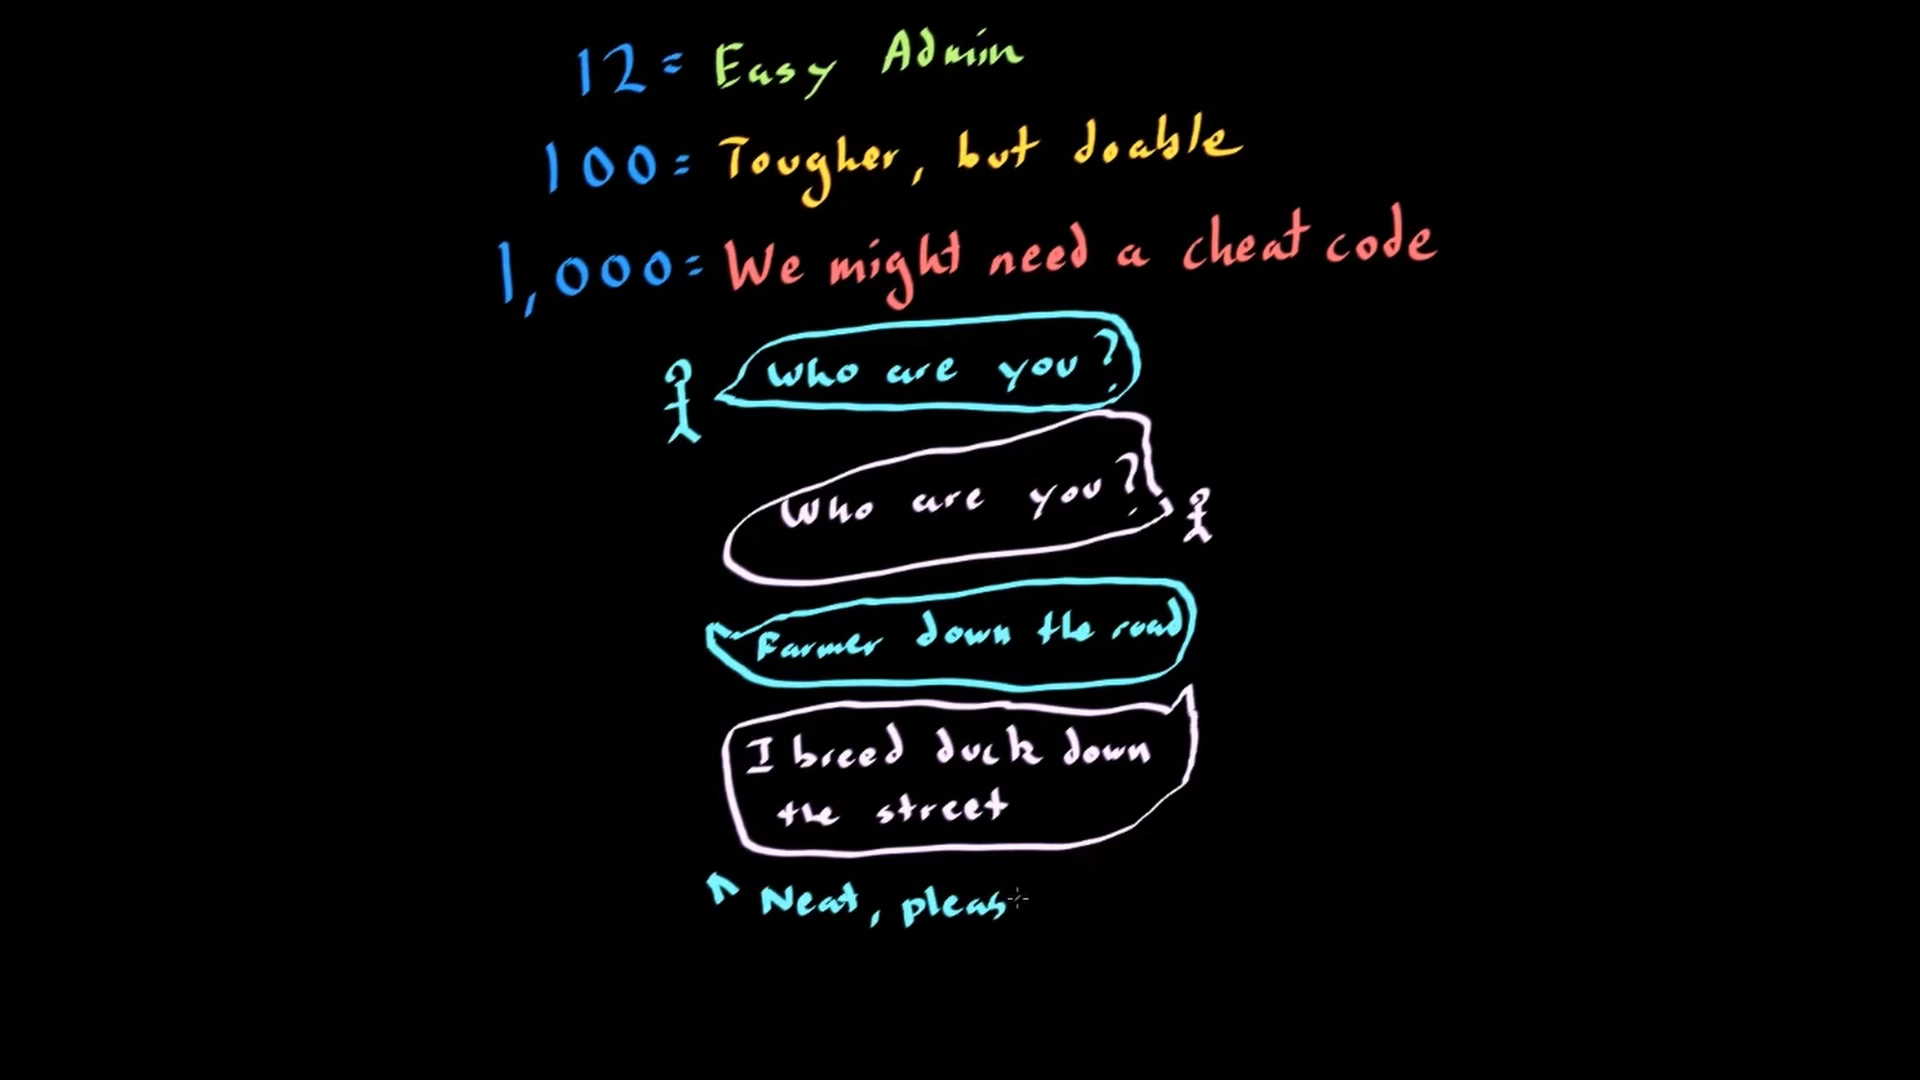 12 = Easy Admin
100 = Tougher, but doable
1,000 = We might need a cheat code
Who are you?
Who are you?
Farmer down the road
I breed duck down
the street
Neat, pleas